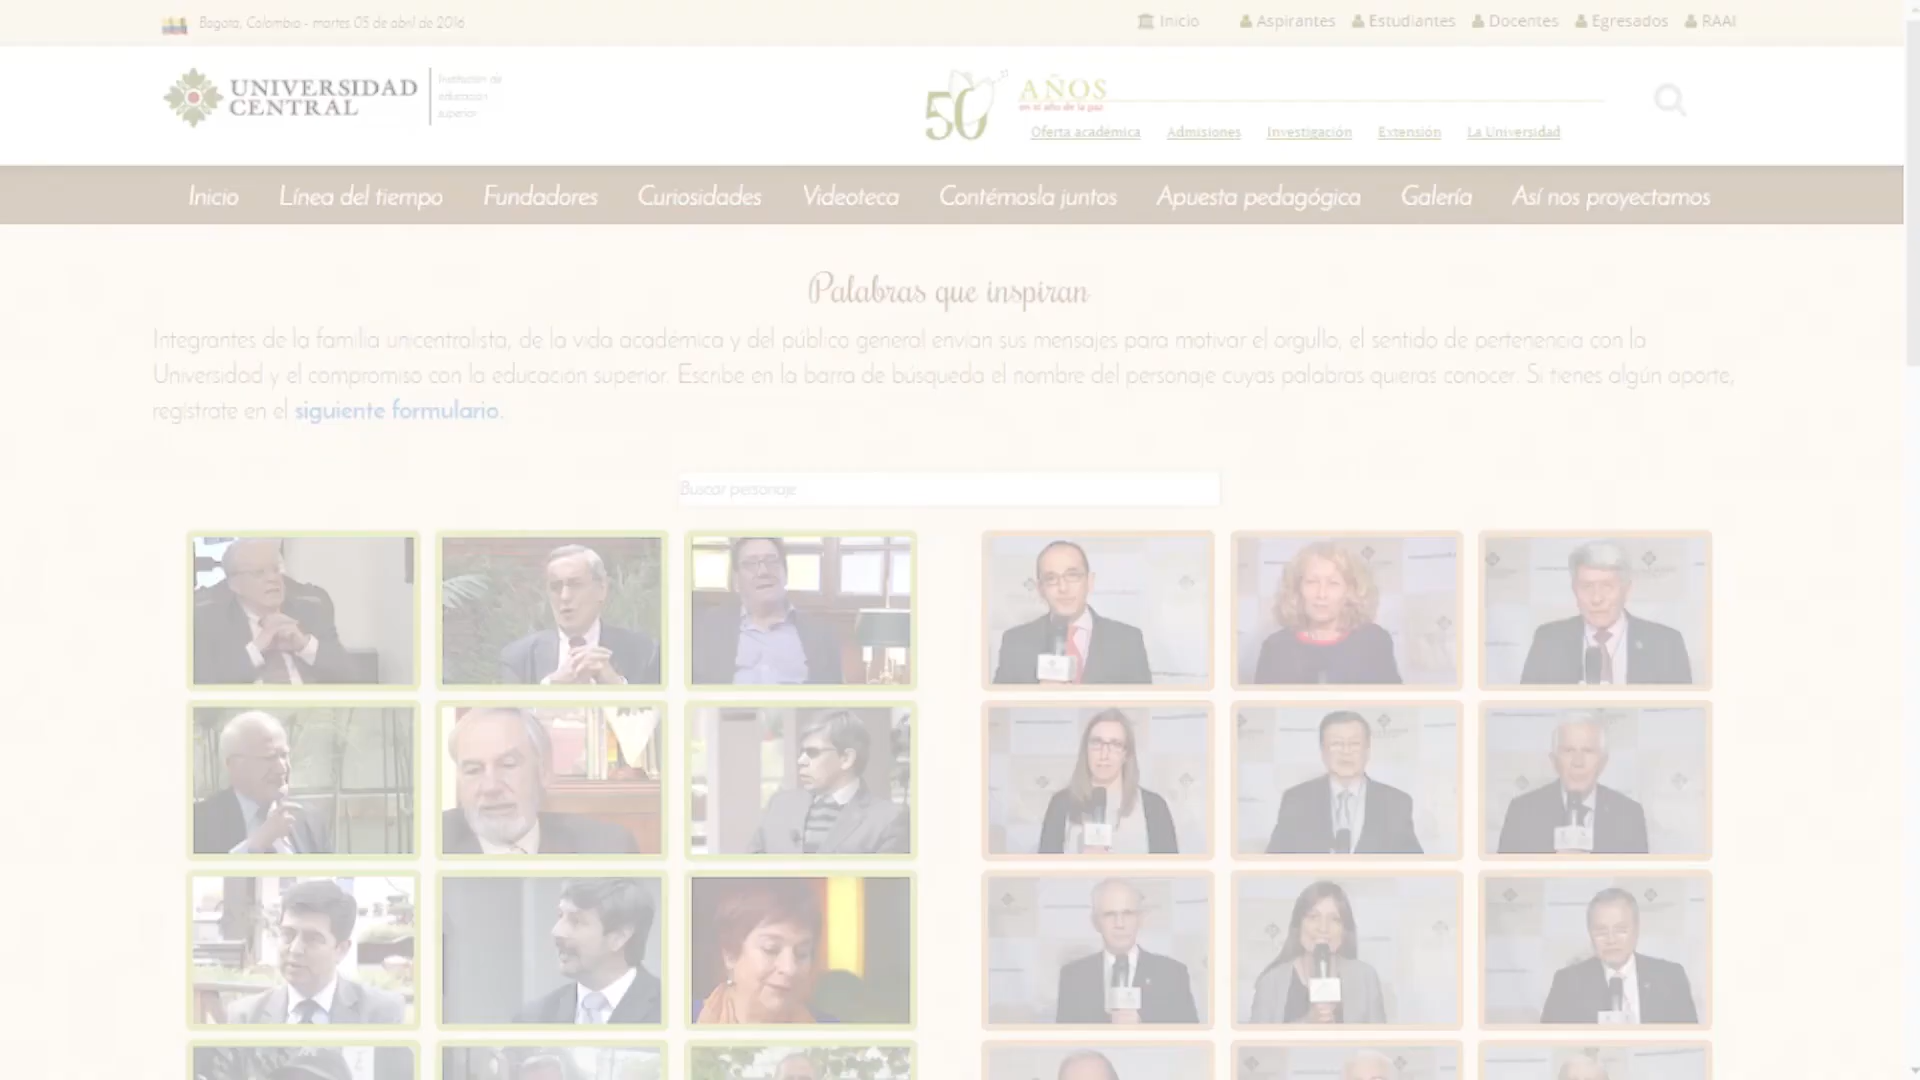 Bogotá, Colombia - martes 05 de abril de 2016
Inicio
Aspirantes
Estudiantes
Docentes
Egresados
RAAI
UNIVERSIDAD
CENTRAL
Institución de
educación
superior
50 AÑOS
en el año de la paz
Oferta académica
Admisiones
Investigación
Extensión
La Universidad
Inicio
Línea del tiempo
Fundadores
Curiosidades
Videoteca
Contémosla juntos
Apuesta pedagógica
Galería
Así nos proyectamos
Palabras que inspiran
Integrantes de la familia unicentralista, de la vida académica y del público general envían sus mensajes para motivar el orgullo, el sentido de pertenencia con la
Universidad y el compromiso con la educación superior. Escribe en la barra de búsqueda el nombre del personaje cuyas palabras quieras conocer. Si tienes algún aporte,
regístrate en el siguiente formulario.
Buscar personaje